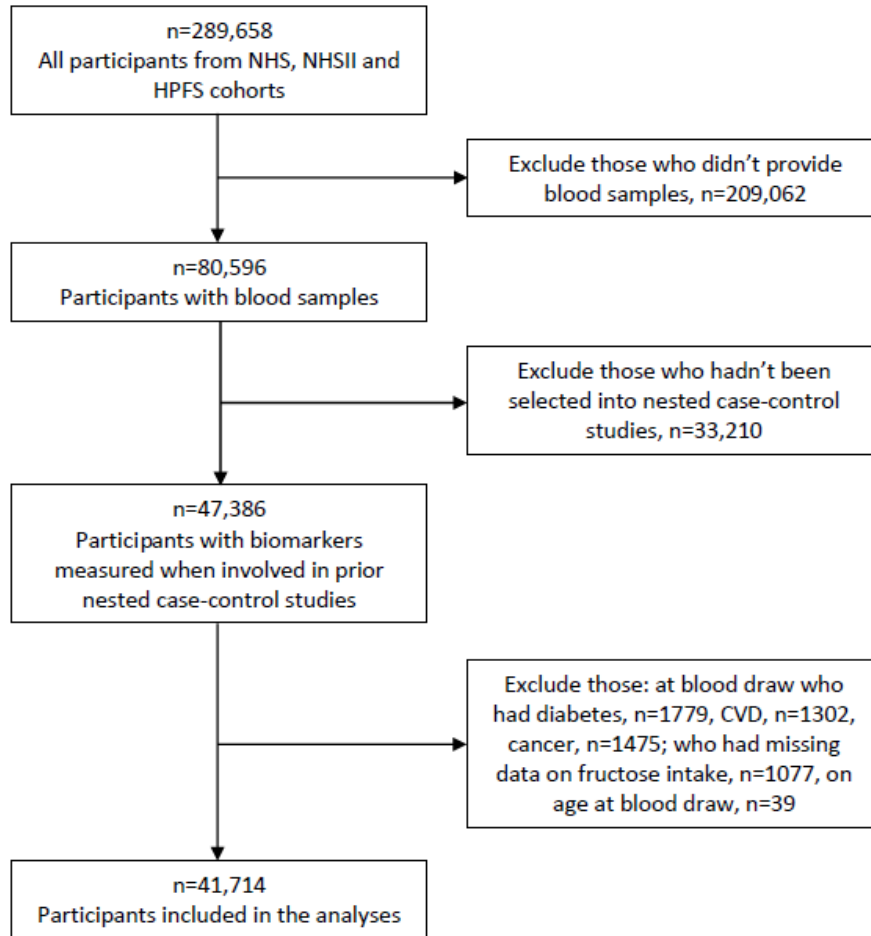 n=289,658
All participants from NHS, NHSII and
HPFS cohorts
Exclude those who didn't provide
blood samples, n=209,062
n=80,596
Participants with blood samples
Exclude those who hadn't been
selected into nested case-control
studies, n=33,210
n=47,386
Participants with biomarkers
measured when involved in prior
nested case-control studies
Exclude those: at blood draw who
had diabetes, n=1779, CVD, n=1302,
cancer, n=1475; who had missing
data on fructose intake, n=1077, on
age at blood draw, n=39
n=41,714
Participants included in the analyses